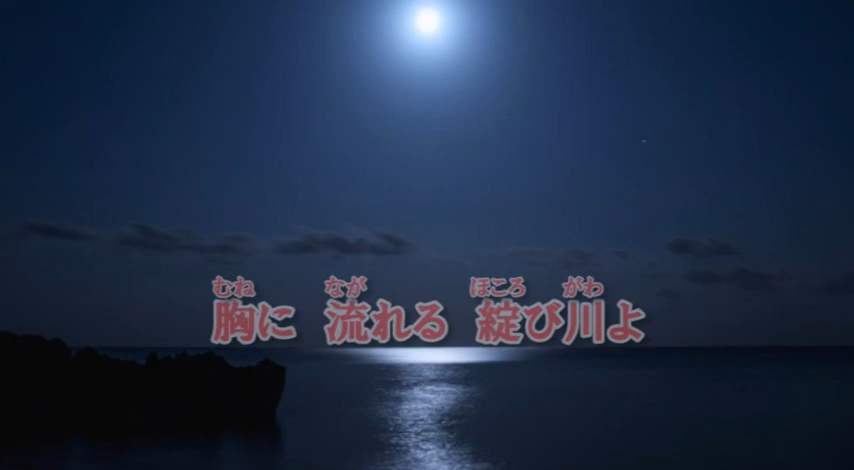 むね なが ほころ がわ
胸に 流れる 綻び川よ